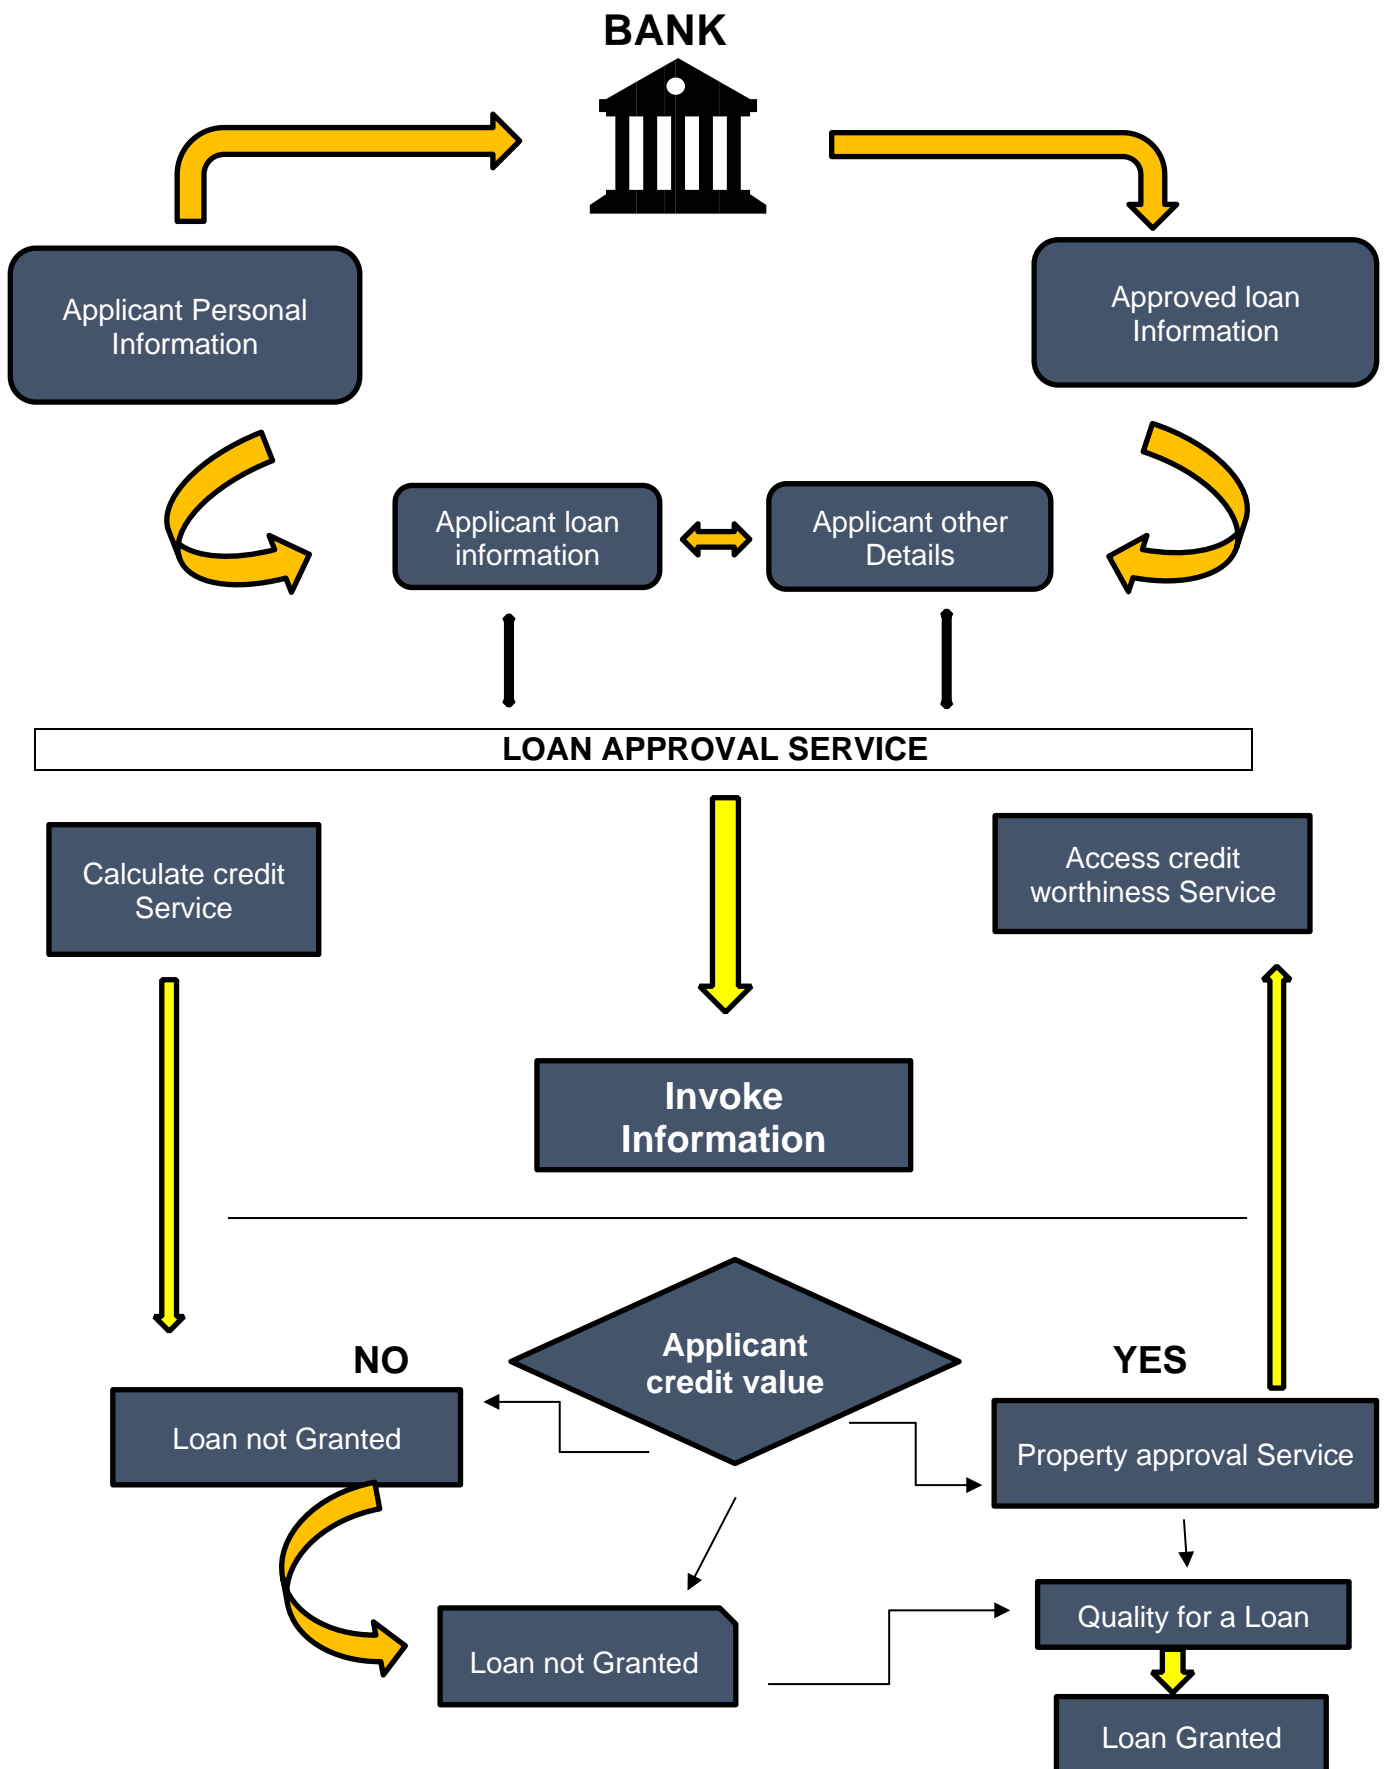 BANK
Applicant Personal
Information
Approved loan
Information
Applicant loan
information
Applicant other
Details
LOAN APPROVAL SERVICE
Calculate credit
Service
Access credit
worthiness Service
Invoke
Information
Applicant
credit value
NO
YES
Loan not Granted
Property approval Service
Loan not Granted
Quality for a Loan
Loan Granted